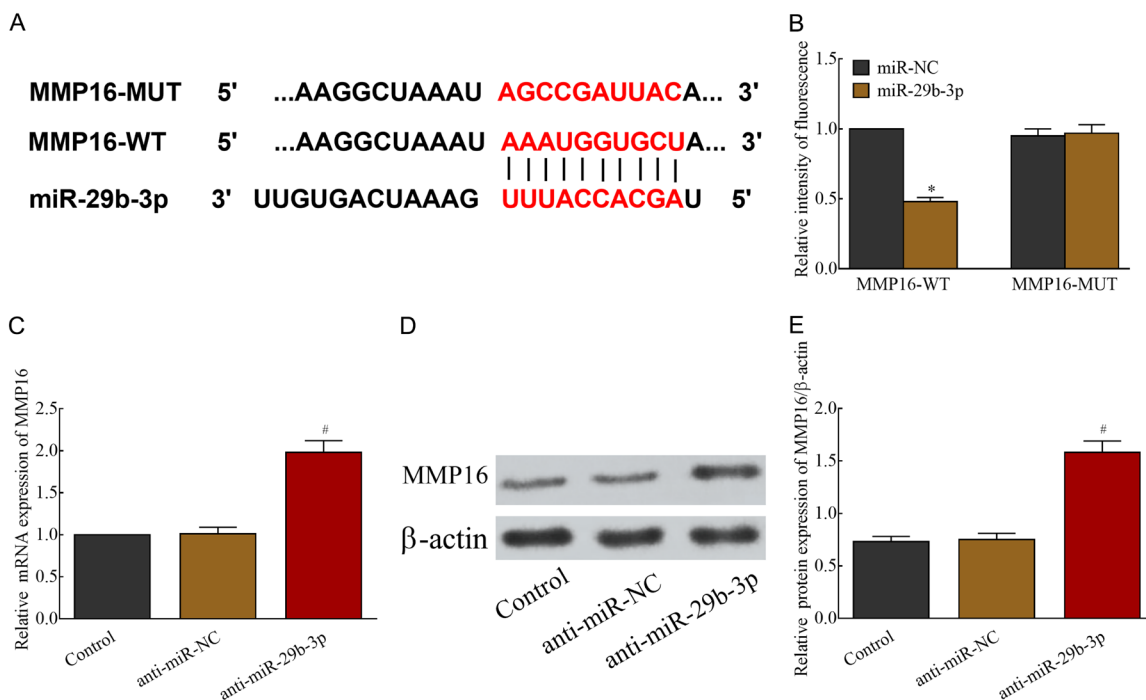 A
MMP16-MUT 5' ...AAGGCUAAAU AGCCGAUUACA... 3'
MMP16-WT 5' ...AAGGCUAAAU AAAUGGUGCUA... 3'
miR-29b-3p 3' UUGUGACUAAAG UUUACCACGAU 5'
B
Relative intensity of fluorescence
1.5
1.0
0.5
0.0
miR-NC
miR-29b-3p
*
MMP16-WT MMP16-MUT
C
Relative mRNA expression of MMP16
2.5
2.0
1.5
1.0
0.5
0.0
#
Control
anti-miR-NC
anti-miR-29b-3p
D
MMP16
β-actin
Control
anti-miR-NC
anti-miR-29b-3p
E
Relative protein expression of MMP16/β-actin
2.0
1.5
1.0
0.5
0.0
#
Control
anti-miR-NC
anti-miR-29b-3p